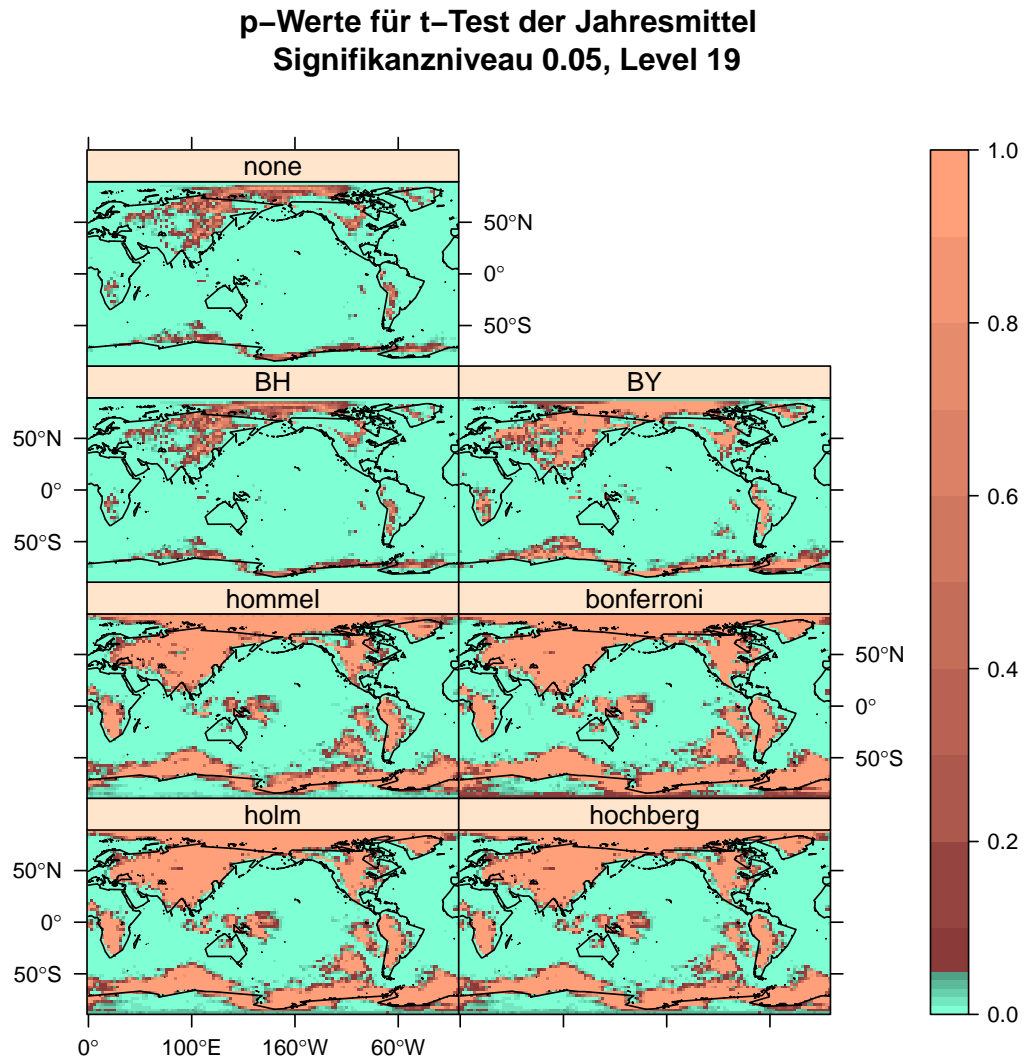 p–Werte für t–Test der Jahresmittel
Signifikanzniveau 0.05, Level 19
none
50°N
0°
50°S
BH
BY
50°N
0°
50°S
hommel
bonferroni
50°N
0°
50°S
holm
hochberg
50°N
0°
50°S
0°
100°E
160°W
60°W
1.0
0.8
0.6
0.4
0.2
0.0